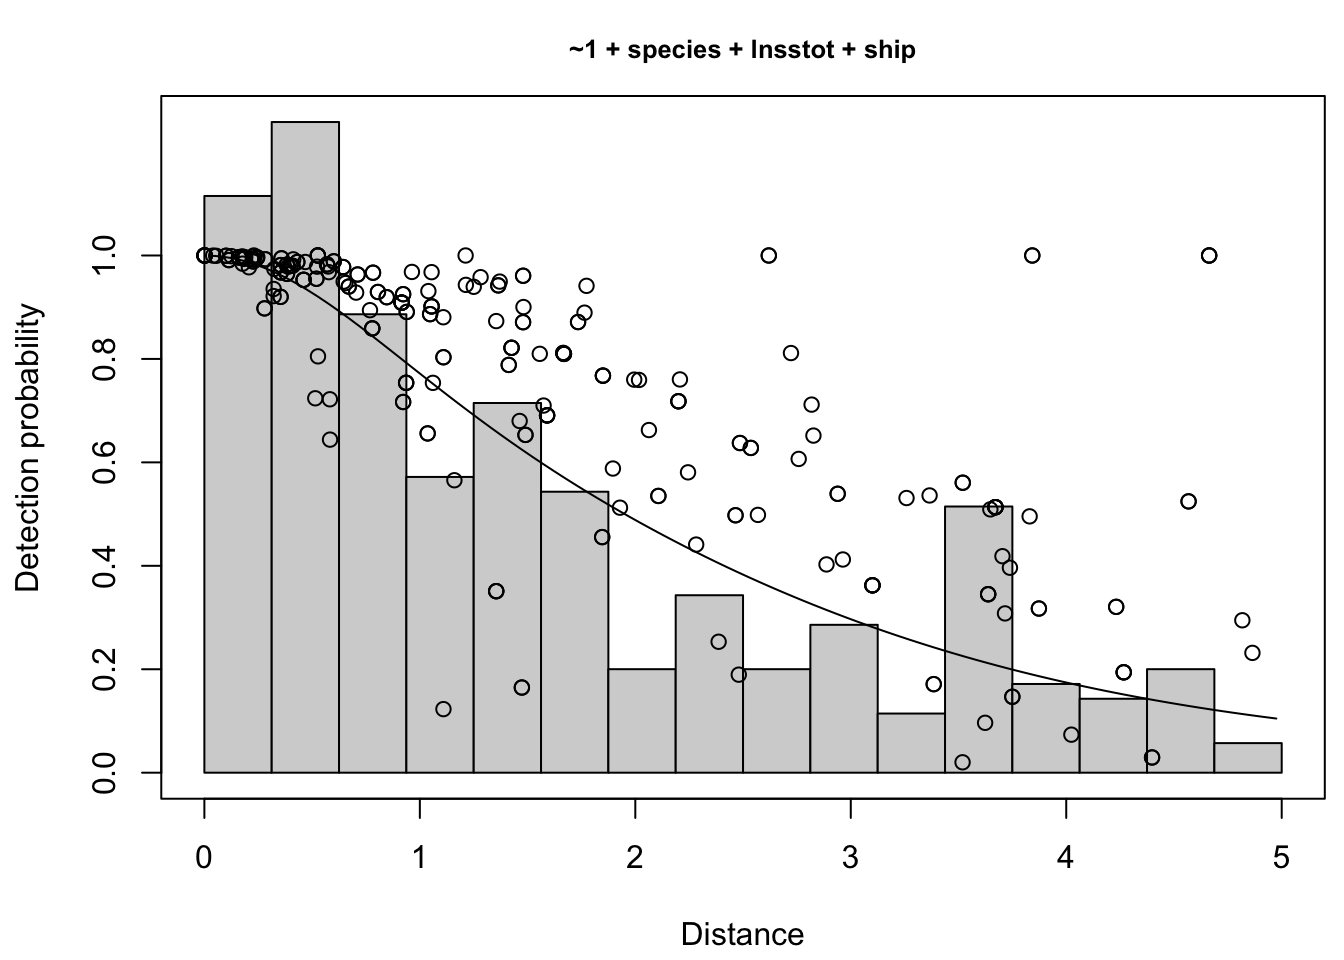 ~1 + species + lnsstot + ship
Detection probability
1.0
0.8
0.6
0.4
0.2
0.0
0 1 2 3 4 5
Distance